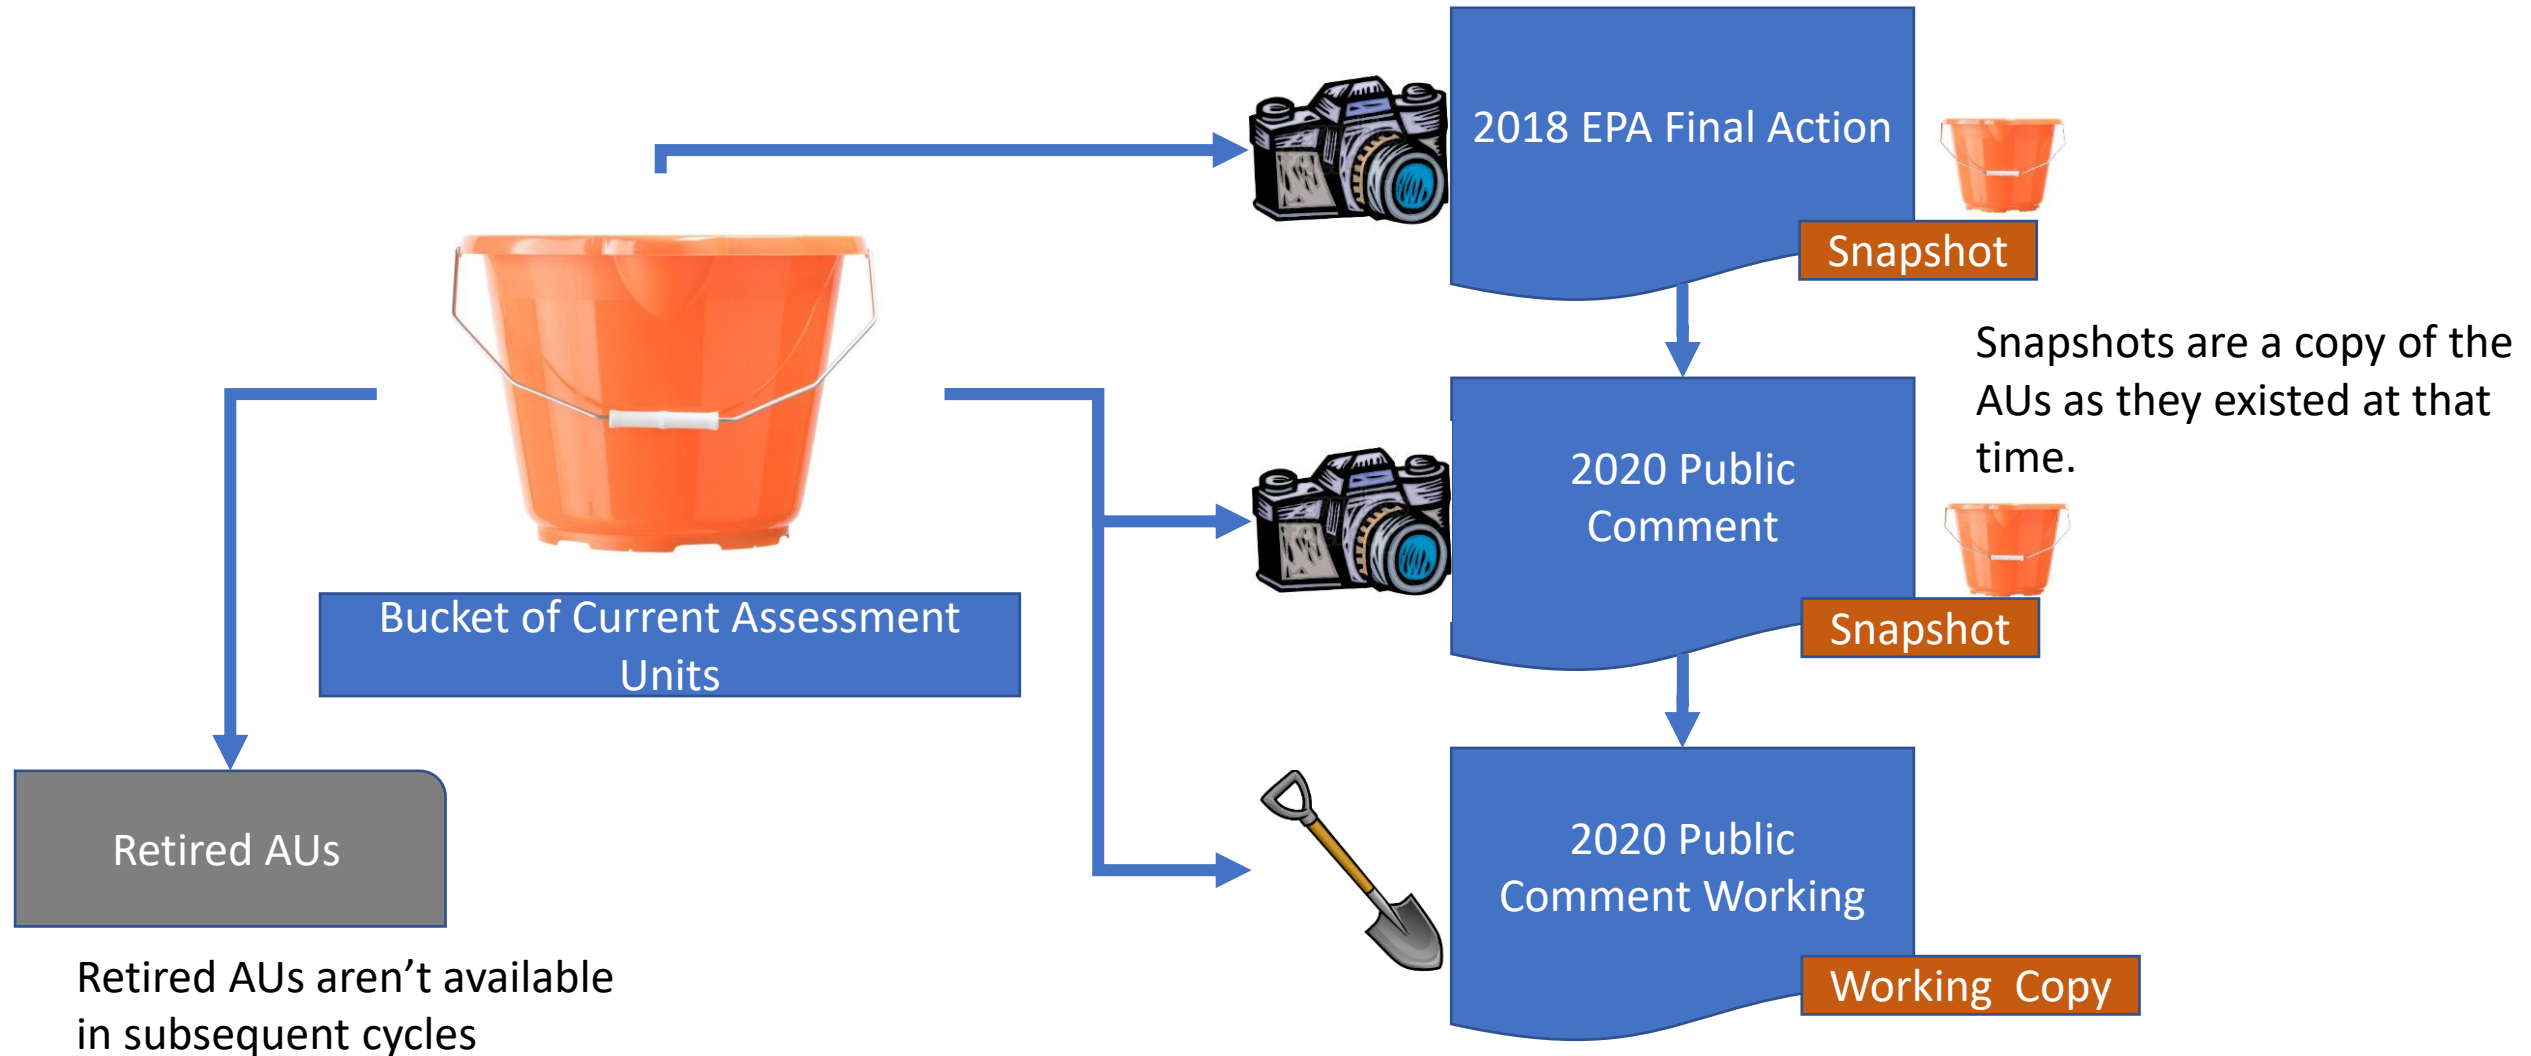 2018 EPA Final Action
Snapshot
Snapshots are a copy of the
AUs as they existed at that
time.
2020 Public
Comment
Snapshot
Bucket of Current Assessment
Units
Retired AUs
Retired AUs aren’t available
in subsequent cycles
2020 Public
Comment Working
Working  Copy